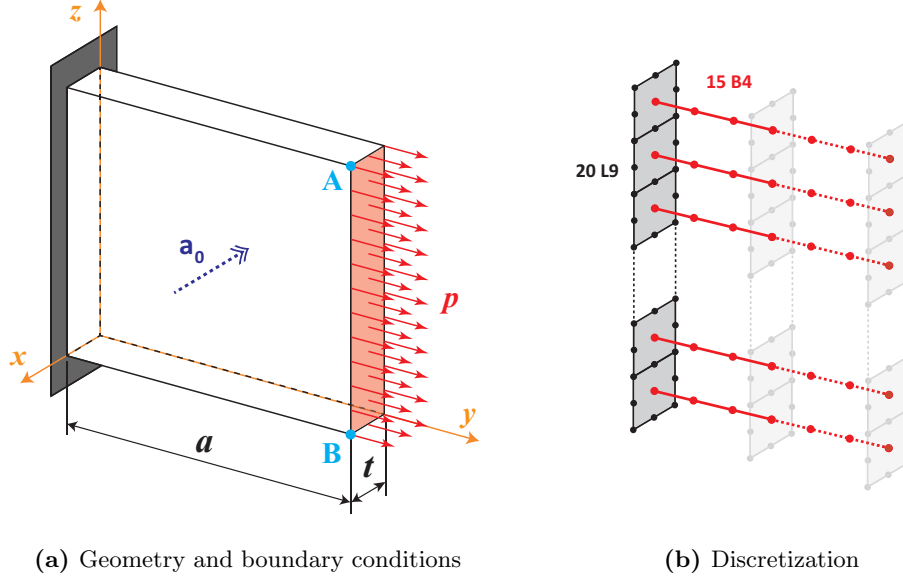 z
15 B4
A
20 L9
a₀
p
x
y
a
B
t
(a) Geometry and boundary conditions
(b) Discretization